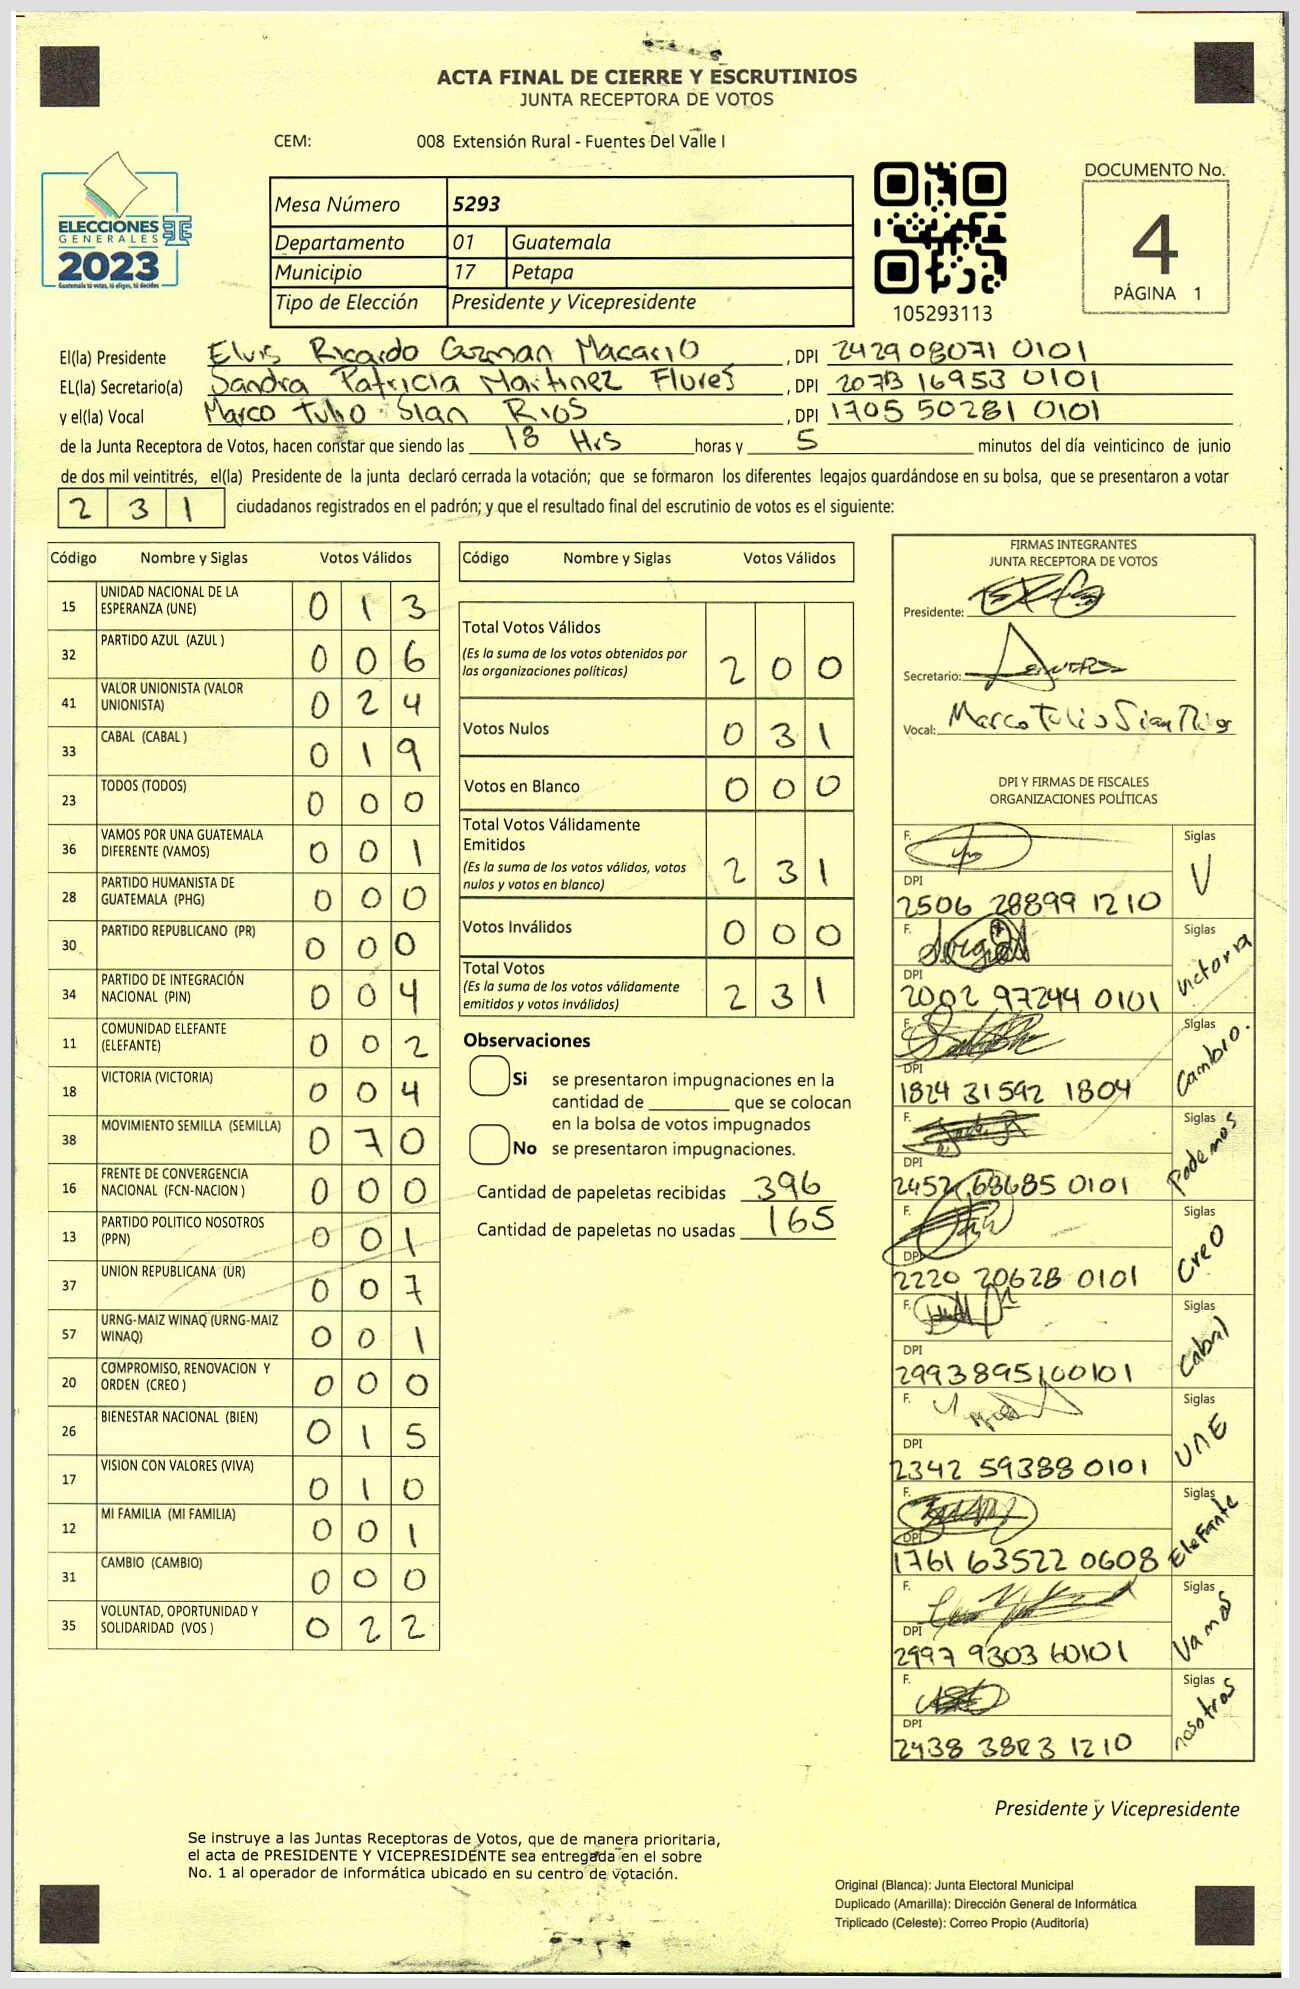 ACTA FINAL DE CIERRE Y ESCRUTINIOS
JUNTA RECEPTORA DE VOTOS
CEM: 008 Extensión Rural - Fuentes Del Valle I
ELECCIONES
GENERALES
2023
Guatemala tú votas, tú eliges, tú decides
Mesa Número 5293
Departamento 01 Guatemala
Municipio 17 Petapa
Tipo de Elección Presidente y Vicepresidente
105293113
DOCUMENTO No.
4
PÁGINA 1
El(la) Presidente Elvis Ricardo Guzman Macario, DPI 2429 08071 0101
EL(la) Secretario(a) Sandra Patricia Martinez Flores, DPI 2073 16953 0101
y el(la) Vocal Marco Tulio Sian Rios, DPI 1705 50281 0101
de la Junta Receptora de Votos, hacen constar que siendo las 18 Hrs horas y 5 minutos del día veinticinco de junio
de dos mil veintitrés, el(la) Presidente de la junta declaró cerrada la votación; que se formaron los diferentes legajos guardándose en su bolsa, que se presentaron a votar
2 3 1 ciudadanos registrados en el padrón; y que el resultado final del escrutinio de votos es el siguiente:
Código Nombre y Siglas Votos Válidos
15 UNIDAD NACIONAL DE LA
ESPERANZA (UNE) 0 1 3
32 PARTIDO AZUL (AZUL ) 0 0 6
41 VALOR UNIONISTA (VALOR
UNIONISTA) 0 2 4
33 CABAL (CABAL ) 0 1 9
23 TODOS (TODOS) 0 0 0
36 VAMOS POR UNA GUATEMALA
DIFERENTE (VAMOS) 0 0 1
28 PARTIDO HUMANISTA DE
GUATEMALA (PHG) 0 0 0
30 PARTIDO REPUBLICANO (PR) 0 0 0
34 PARTIDO DE INTEGRACIÓN
NACIONAL (PIN) 0 0 4
11 COMUNIDAD ELEFANTE
(ELEFANTE) 0 0 2
18 VICTORIA (VICTORIA) 0 0 4
38 MOVIMIENTO SEMILLA (SEMILLA) 0 7 0
16 FRENTE DE CONVERGENCIA
NACIONAL (FCN-NACION ) 0 0 0
13 PARTIDO POLITICO NOSOTROS
(PPN) 0 0 1
37 UNION REPUBLICANA (UR) 0 0 7
57 URNG-MAIZ WINAQ (URNG-MAIZ
WINAQ) 0 0 1
20 COMPROMISO, RENOVACION Y
ORDEN (CREO ) 0 0 0
26 BIENESTAR NACIONAL (BIEN) 0 1 5
17 VISION CON VALORES (VIVA) 0 1 0
12 MI FAMILIA (MI FAMILIA) 0 0 1
31 CAMBIO (CAMBIO) 0 0 0
35 VOLUNTAD, OPORTUNIDAD Y
SOLIDARIDAD (VOS ) 0 2 2
Código Nombre y Siglas Votos Válidos
Total Votos Válidos
(Es la suma de los votos obtenidos por
las organizaciones políticas) 2 0 0
Votos Nulos 0 3 1
Votos en Blanco 0 0 0
Total Votos Válidamente
Emitidos
(Es la suma de los votos válidos, votos
nulos y votos en blanco) 2 3 1
Votos Inválidos 0 0 0
Total Votos
(Es la suma de los votos válidamente
emitidos y votos inválidos) 2 3 1
Observaciones
Si se presentaron impugnaciones en la
cantidad de ________ que se colocan
en la bolsa de votos impugnados
No se presentaron impugnaciones.
Cantidad de papeletas recibidas 396
Cantidad de papeletas no usadas 165
FIRMAS INTEGRANTES
JUNTA RECEPTORA DE VOTOS
Presidente:
Secretario:
Vocal: Marco Tulio Sian Rios
DPI Y FIRMAS DE FISCALES
ORGANIZACIONES POLÍTICAS
F. Siglas V
DPI
2506 28899 1210
F. Siglas Victoria
DPI
2002 97244 0101
F. Siglas Cambio.
DPI
1824 31592 1804
F. Siglas Podemos
DPI
2452 68685 0101
F. Siglas CreO
DPI
2220 20628 0101
F. Siglas Cabal
DPI
299389510​0101
F. Siglas UNE
DPI
2342 59388 0101
F. Siglas Elefante
DPI
1761 63522 0608
F. Siglas Vamos
DPI
2997 9303 60101
F. Siglas nosotros
DPI
2438 1210
Presidente y Vicepresidente
Se instruye a las Juntas Receptoras de Votos, que de manera prioritaria,
el acta de PRESIDENTE Y VICEPRESIDENTE sea entregada en el sobre
No. 1 al operador de informática ubicado en su centro de votación.
Original (Blanca): Junta Electoral Municipal
Duplicado (Amarilla): Dirección General de Informática
Triplicado (Celeste): Correo Propio (Auditoría)